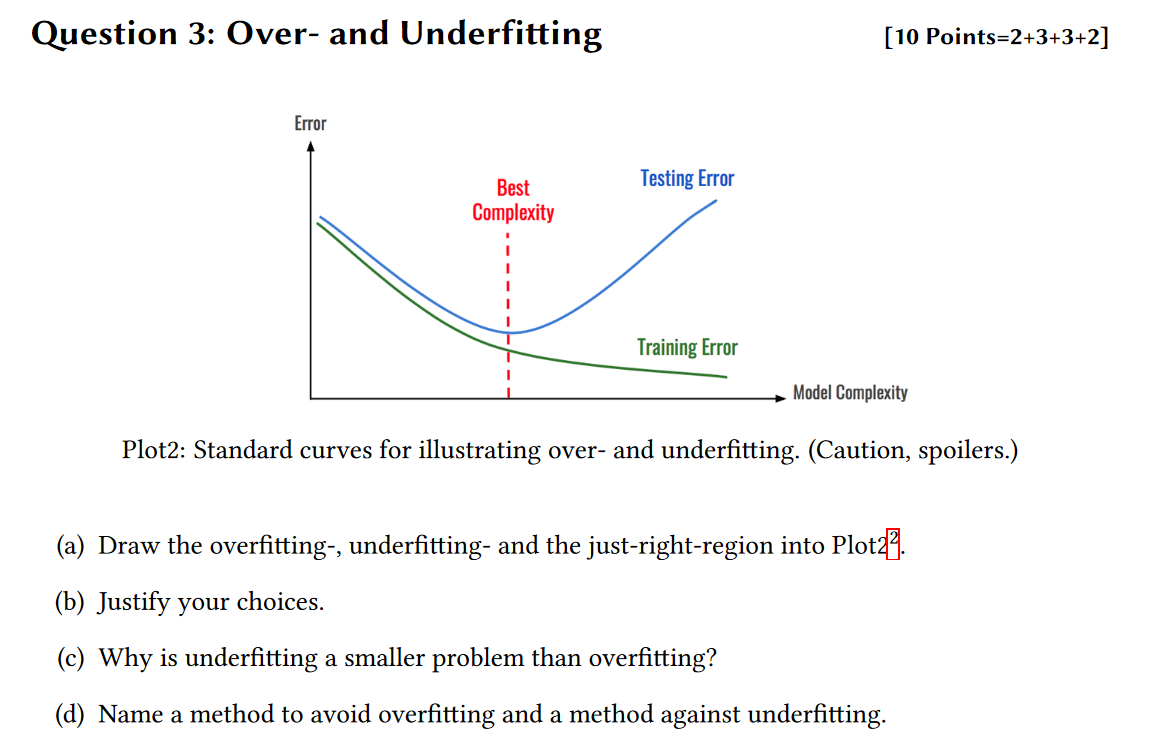 Question 3: Over- and Underfitting [10 Points=2+3+3+2]
Error
Testing Error
Best
Complexity
Training Error
Model Complexity
Plot2: Standard curves for illustrating over- and underfitting. (Caution, spoilers.)
(a) Draw the overfitting-, underfitting- and the just-right-region into Plot2².
(b) Justify your choices.
(c) Why is underfitting a smaller problem than overfitting?
(d) Name a method to avoid overfitting and a method against underfitting.